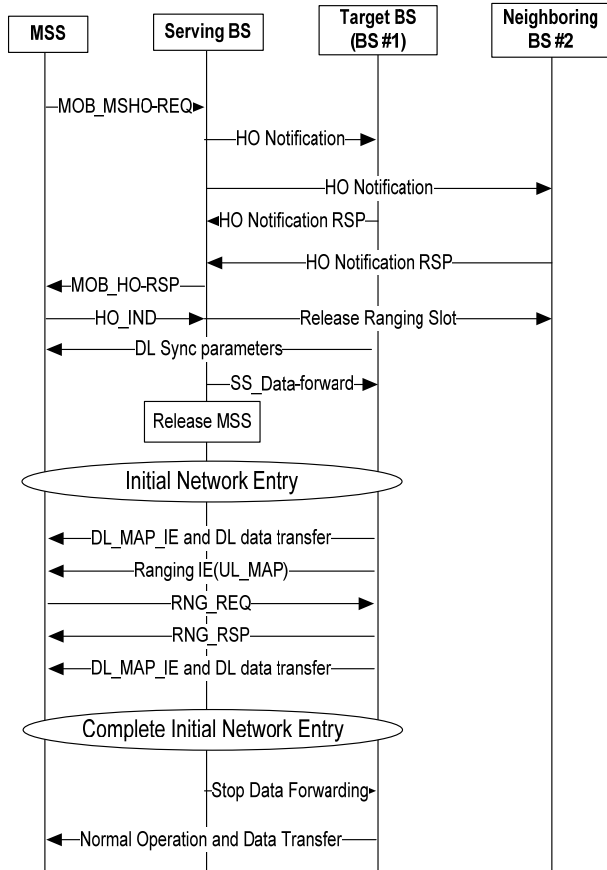 MSS
Serving BS
Target BS
(BS #1)
Neighboring
BS #2
MOB_MSHO-REQ
HO Notification
HO Notification
HO Notification RSP
HO Notification RSP
MOB_HO-RSP
HO_IND
Release Ranging Slot
DL Sync parameters
SS_Data-forward
Release MSS
Initial Network Entry
DL_MAP_IE and DL data transfer
Ranging IE(UL_MAP)
RNG_REQ
RNG_RSP
DL_MAP_IE and DL data transfer
Complete Initial Network Entry
Stop Data Forwarding
Normal Operation and Data Transfer